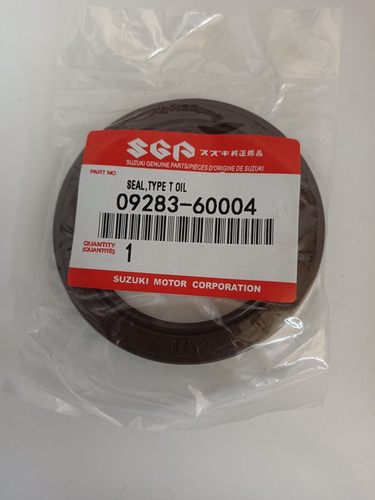 SGP スズキ純正部品
SUZUKI GENUINE PARTS/PIÈCES D'ORIGINE DE SUZUKI
PART NO
SEAL,TYPE T OIL
09283-60004
QUANTITY
(QUANTITÉ)
1
SUZUKI MOTOR CORPORATION